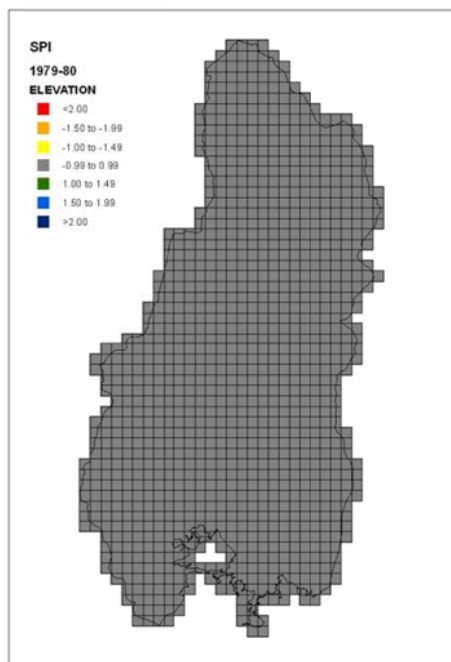 SPI
1979-80
ELEVATION
<2.00
-1.50 to -1.99
-1.00 to -1.49
-0.99 to 0.99
1.00 to 1.49
1.50 to 1.99
>2.00